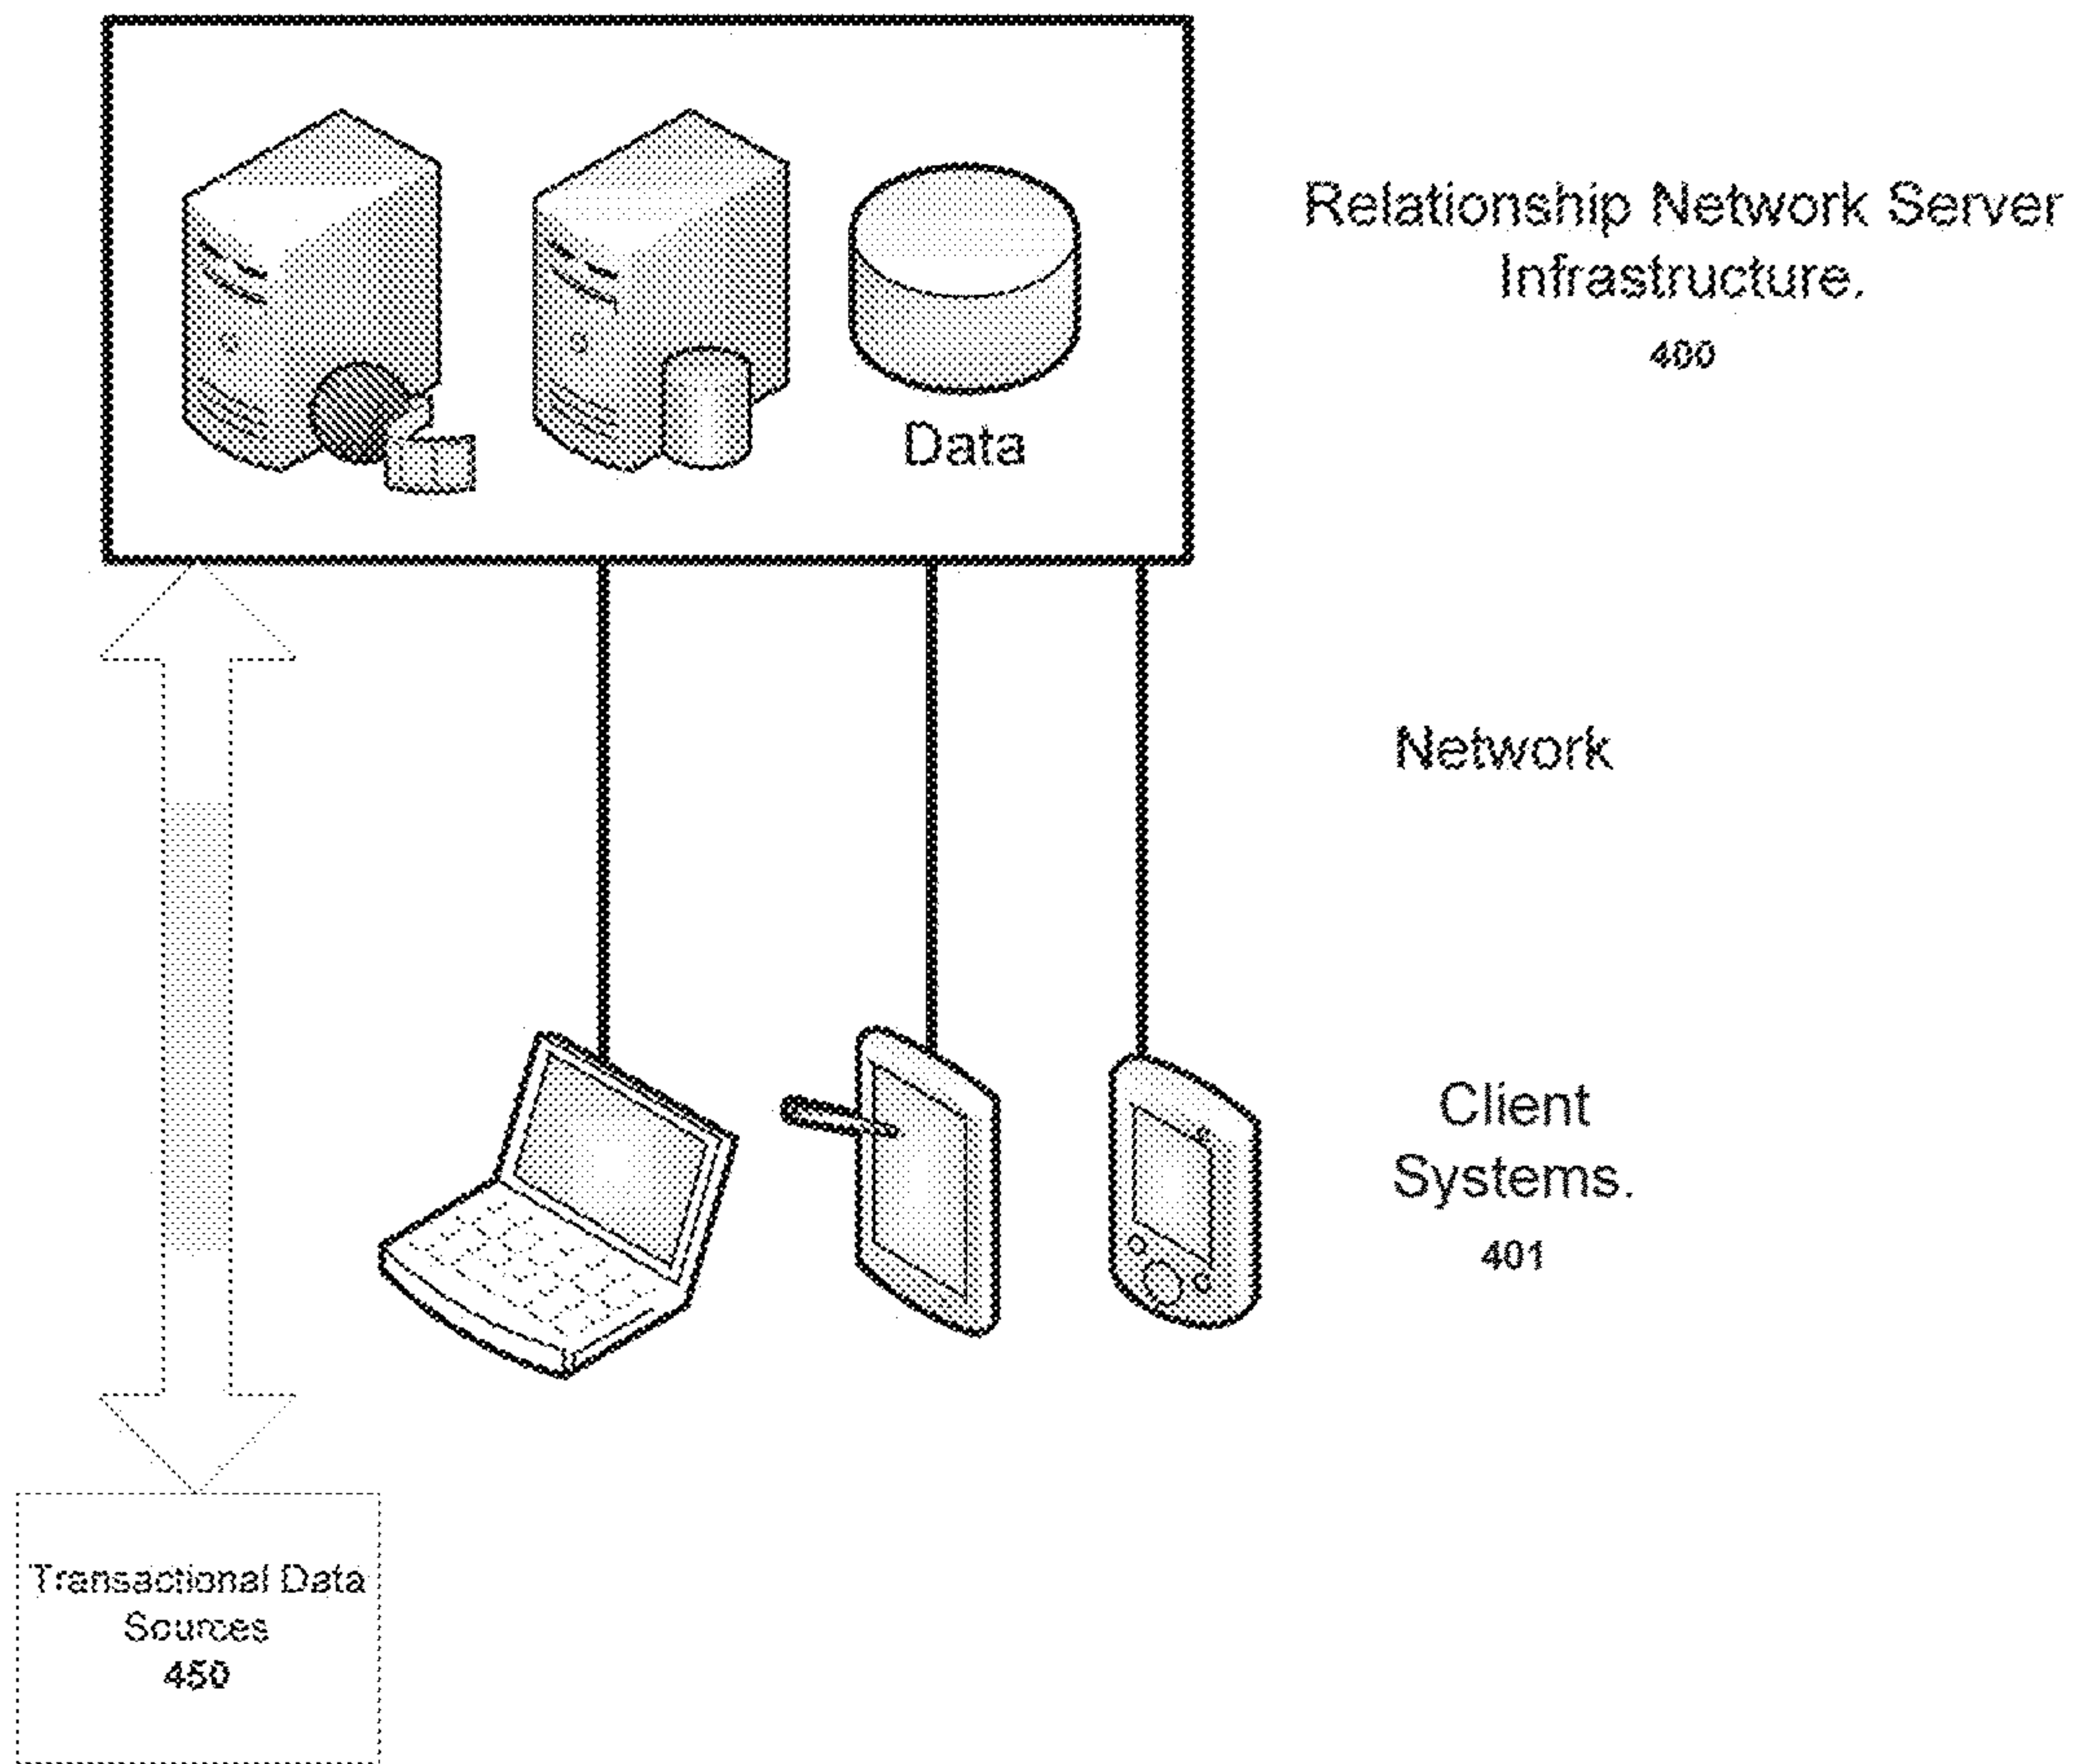 Relationship Network Server
Infrastructure.
400
Data
Network
Client
Systems.
401
Transactional Data
Sources
450